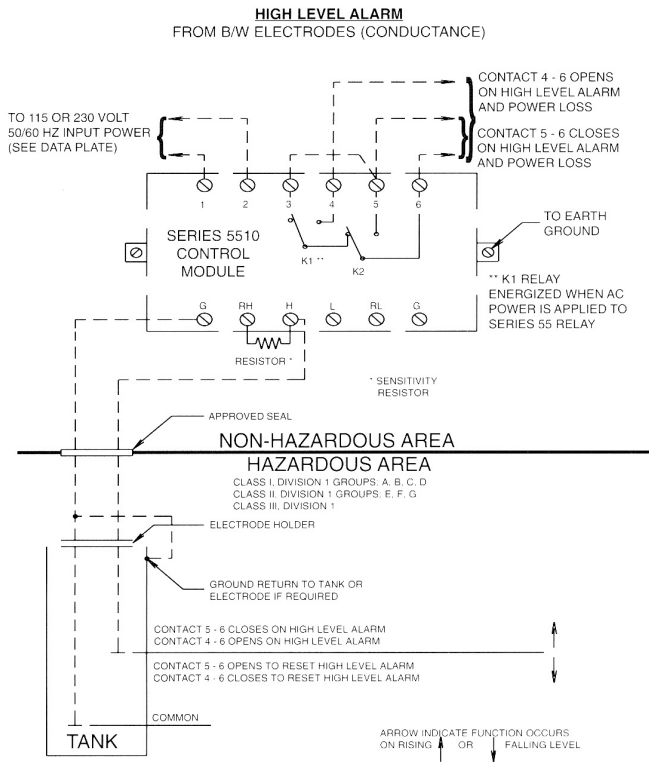 HIGH LEVEL ALARM
FROM B/W ELECTRODES (CONDUCTANCE)
CONTACT 4 - 6 OPENS
ON HIGH LEVEL ALARM
AND POWER LOSS
TO 115 OR 230 VOLT
50/60 HZ INPUT POWER
(SEE DATA PLATE)
CONTACT 5 - 6 CLOSES
ON HIGH LEVEL ALARM
AND POWER LOSS
1 2 3 4 5 6
SERIES 5510
CONTROL
MODULE
K1 **
K2
TO EARTH
GROUND
** K1 RELAY
ENERGIZED WHEN AC
POWER IS APPLIED TO
SERIES 55 RELAY
G RH H L RL G
RESISTOR *
* SENSITIVITY
RESISTOR
APPROVED SEAL
NON-HAZARDOUS AREA
HAZARDOUS AREA
CLASS I, DIVISION 1 GROUPS; A, B, C, D
CLASS II, DIVISION 1 GROUPS; E, F, G
CLASS III, DIVISION 1
ELECTRODE HOLDER
GROUND RETURN TO TANK OR
ELECTRODE IF REQUIRED
CONTACT 5 - 6 CLOSES ON HIGH LEVEL ALARM
CONTACT 4 - 6 OPENS ON HIGH LEVEL ALARM
CONTACT 5 - 6 OPENS TO RESET HIGH LEVEL ALARM
CONTACT 4 - 6 CLOSES TO RESET HIGH LEVEL ALARM
COMMON
TANK
ARROW INDICATE FUNCTION OCCURS
ON RISING OR FALLING LEVEL